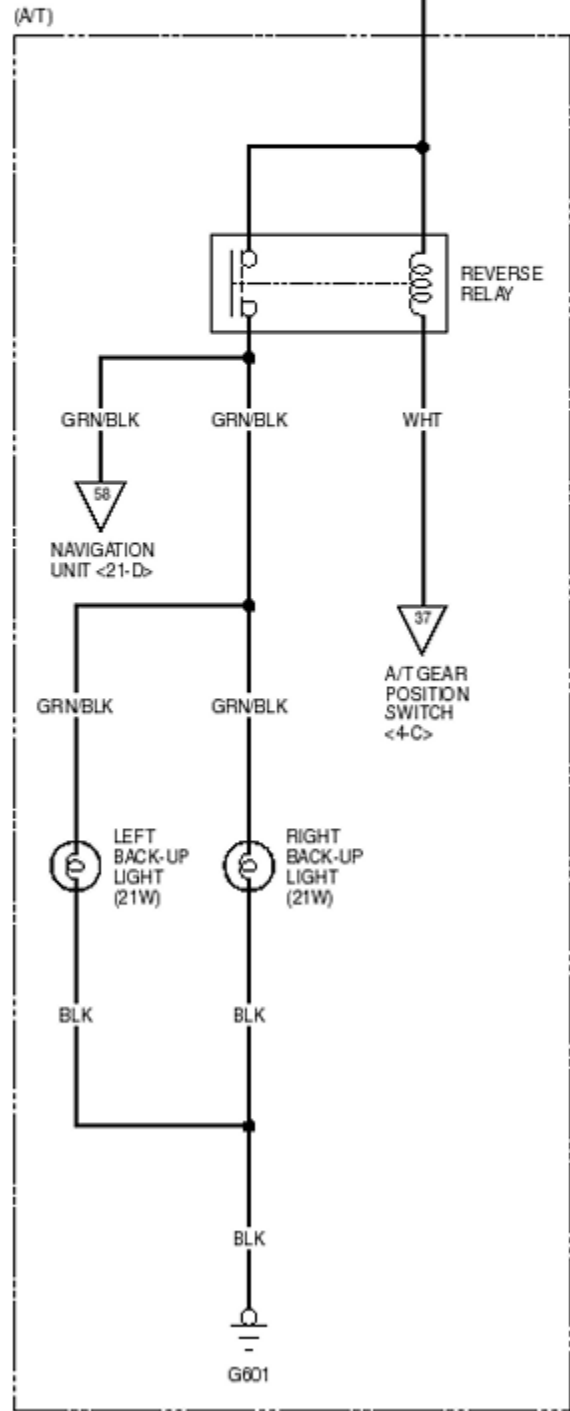 (A/T)
REVERSE
RELAY
GRN/BLK
GRN/BLK
WHT
58
NAVIGATION
UNIT <21-D>
37
A/T GEAR
POSITION
SWITCH
<4-C>
GRN/BLK
GRN/BLK
LEFT
BACK-UP
LIGHT
(21W)
RIGHT
BACK-UP
LIGHT
(21W)
BLK
BLK
BLK
G601